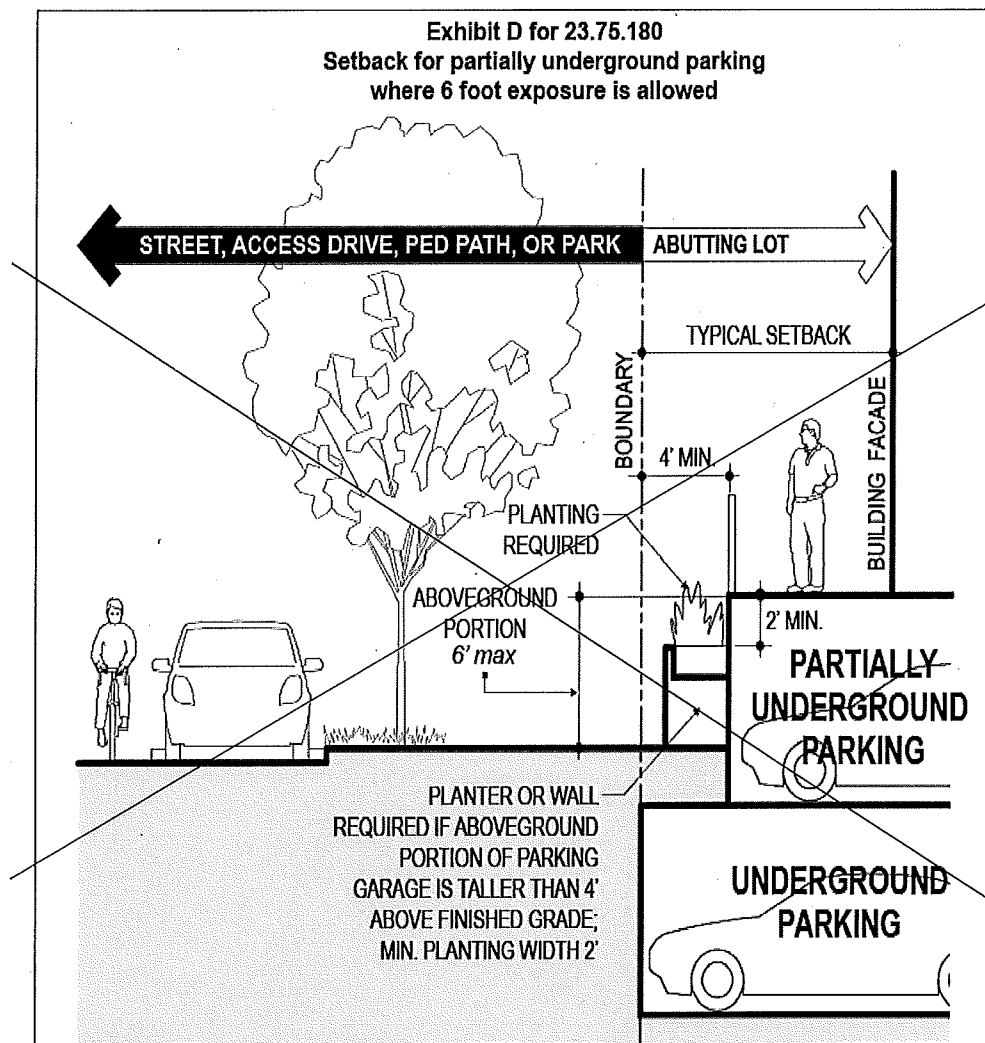 Exhibit D for 23.75.180
Setback for partially underground parking
where 6 foot exposure is allowed
STREET, ACCESS DRIVE, PED PATH, OR PARK
ABUTTING LOT
TYPICAL SETBACK
BOUNDARY
BUILDING FACADE
4' MIN.
PLANTING
REQUIRED
ABOVEGROUND
PORTION
6' max
2' MIN.
PARTIALLY
UNDERGROUND
PARKING
PLANTER OR WALL
REQUIRED IF ABOVEGROUND
PORTION OF PARKING
GARAGE IS TALLER THAN 4'
ABOVE FINISHED GRADE;
MIN. PLANTING WIDTH 2'
UNDERGROUND
PARKING